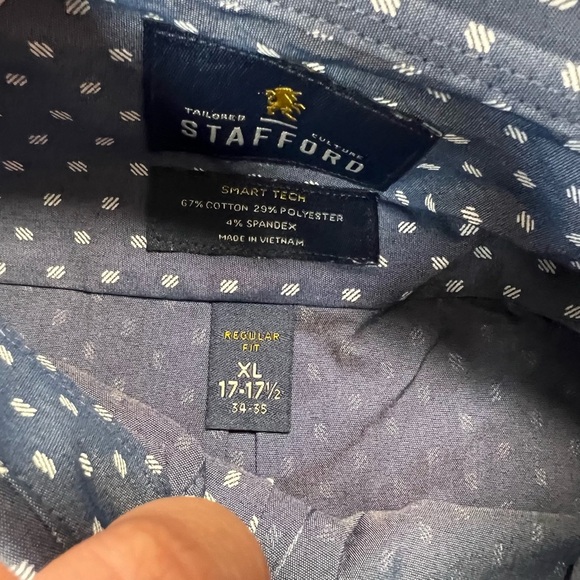 TAILORED CULTURE
STAFFORD
SMART TECH
67% COTTON 29% POLYESTER
4% SPANDEX
MADE IN VIETNAM
REGULAR
FIT
XL
17-17½
34-35